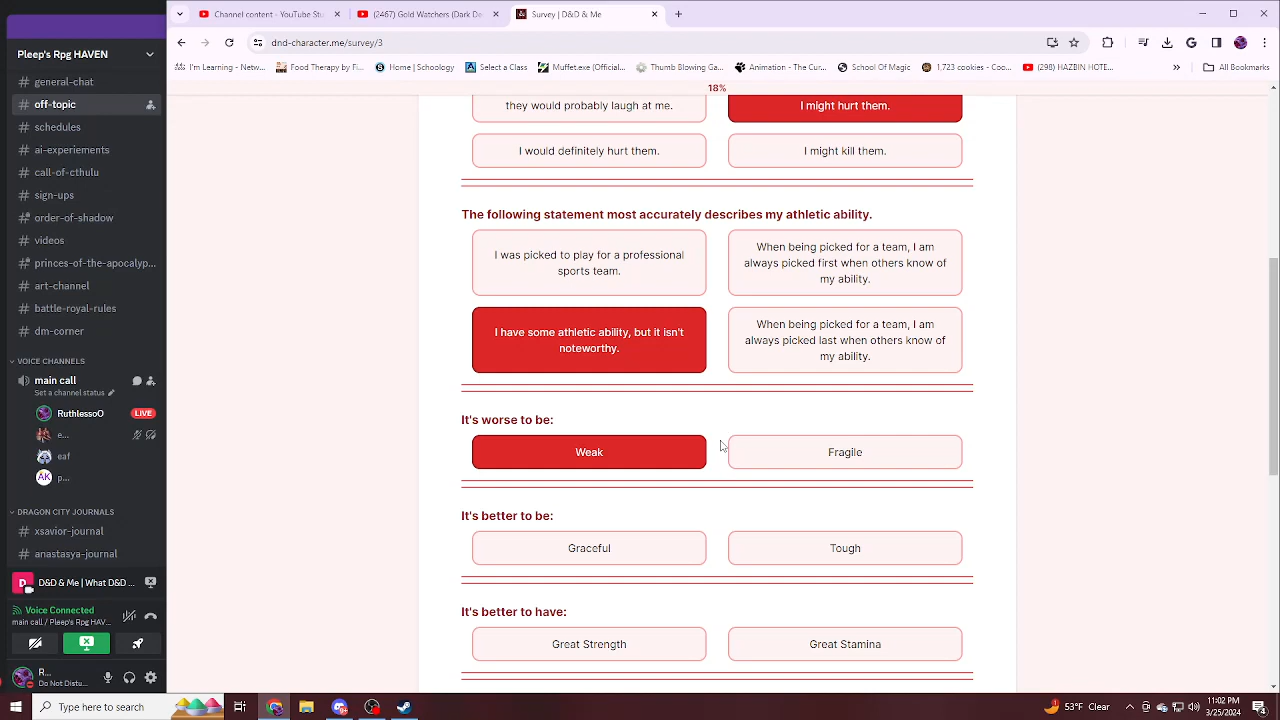 Channel content - YouTube Stu
(2467) Gold Watchers (Dark De
Survey | D&D & Me
dnd-character.me/survey/3
I'm Learning - Netw...
Food Therapy by Fi...
Home | Schoology
Select a Class
Muffet.exe (Official...
Thumb Blowing Ga...
Animation - The Cur...
School Of Magic
1,723 cookies - Coo...
(298) HAZBIN HOTE...
»
All Bookmarks
Pleep's Rpg HAVEN
# general-chat
# off-topic
# schedules
# ai-experiements
# call-of-cthulu
# sign-ups
# order-of-shadow
# videos
# princes-of-the-apocalyp...
# art-channel
# battle-royal-rules
# dm-corner
VOICE CHANNELS
main call
Set a channel status
RuthlessoO
LIVE
e...
eaf
AK
p...
DRAGON CITY JOURNALS
# xsavior-journal
# anastasya-journal
D
D&D & Me | What D&D ...
Voice Connected
main call / Pleep's Rpg HAV...
R...
Do Not Distu...
18%
they would probably laugh at me.
I might hurt them.
I would definitely hurt them.
I might kill them.
The following statement most accurately describes my athletic ability.
I was picked to play for a professional
sports team.
When being picked for a team, I am
always picked first when others know of
my ability.
I have some athletic ability, but it isn't
noteworthy.
When being picked for a team, I am
always picked last when others know of
my ability.
It's worse to be:
Weak
Fragile
It's better to be:
Graceful
Tough
It's better to have:
Great Strength
Great Stamina
Type here to search
53°F Clear
11:02 PM
3/25/2024